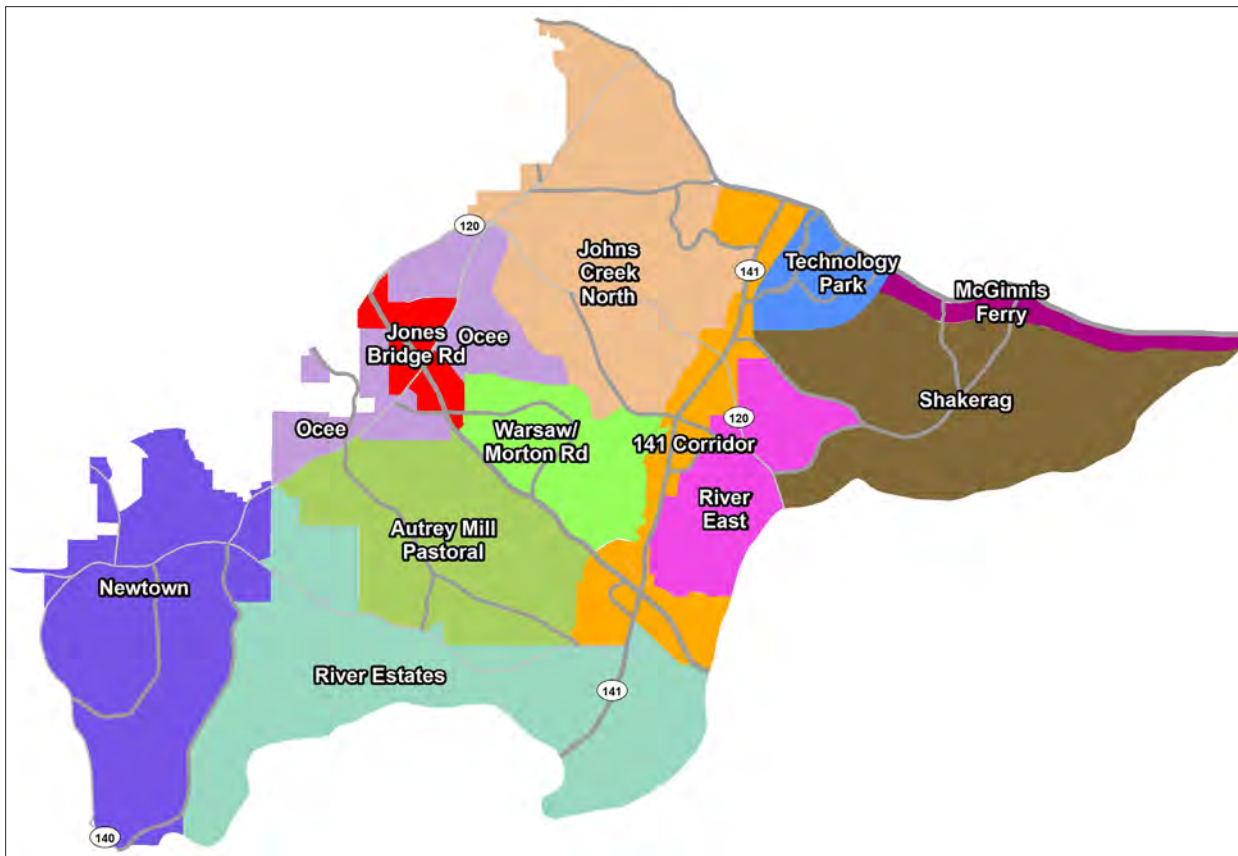 120
Johns
Creek
North
141
Technology
Park
McGinnis
Ferry
Jones
Bridge Rd
Ocee
Shakerag
Ocee
Warsaw/
Morton Rd
141 Corridor
120
River
East
Autrey Mill
Pastoral
Newtown
River Estates
141
140